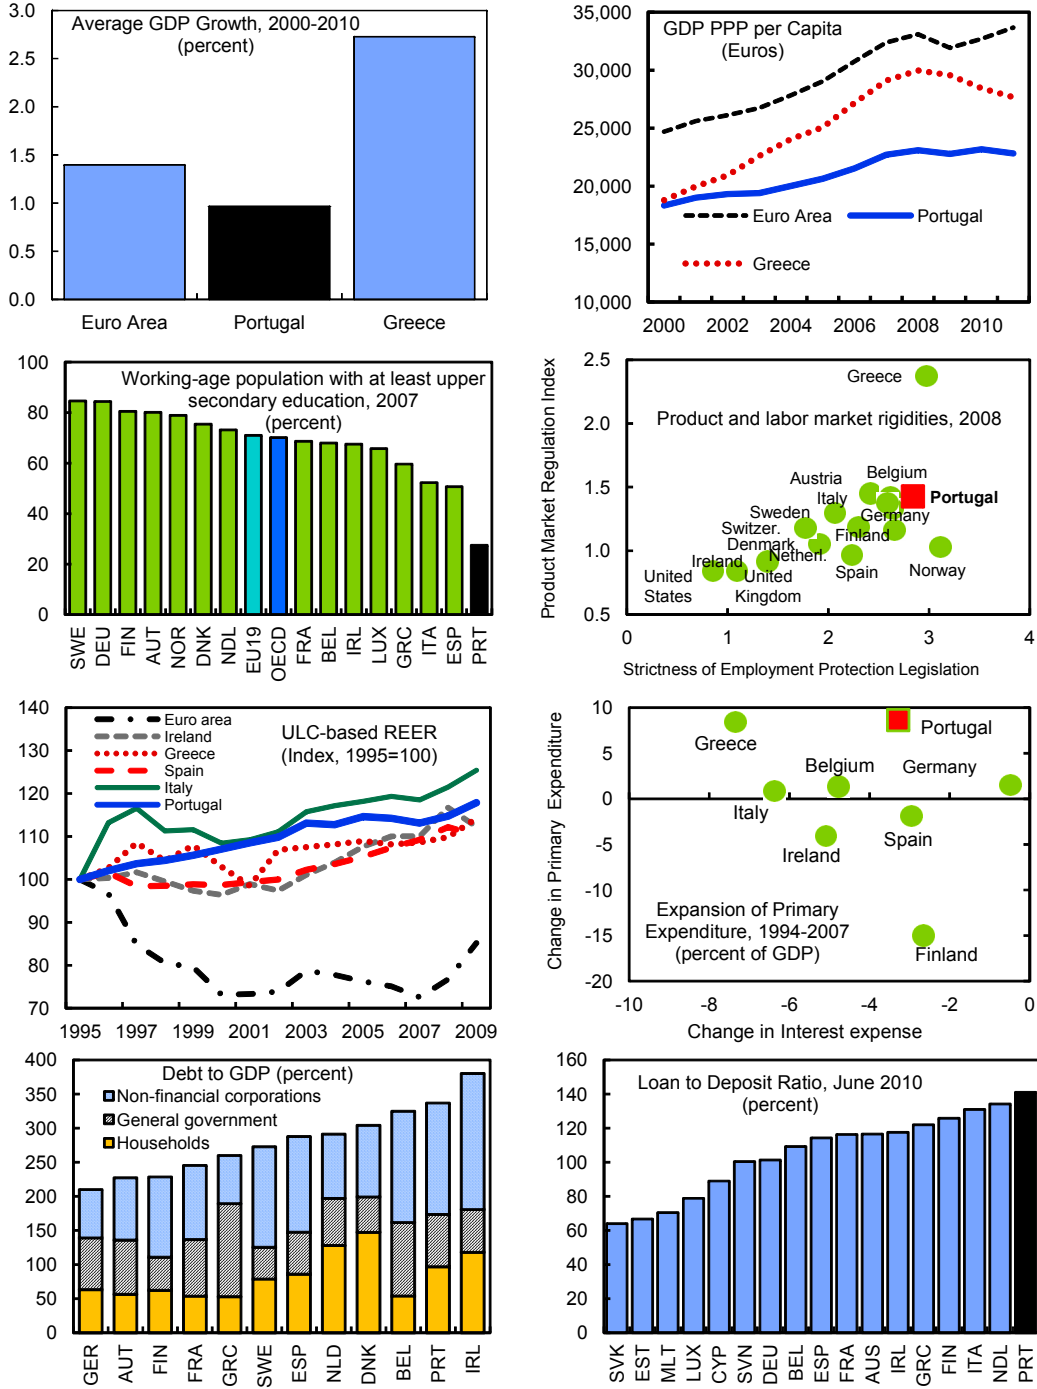 Average GDP Growth, 2000-2010
(percent)
3.0
2.5
2.0
1.5
1.0
0.5
0.0
Euro Area
Portugal
Greece
GDP PPP per Capita
(Euros)
35,000
30,000
25,000
20,000
15,000
10,000
Euro Area
Portugal
Greece
2000
2002
2004
2006
2008
2010
Working-age population with at least upper
secondary education, 2007
(percent)
100
80
60
40
20
0
SWE
DEU
FIN
AUT
NOR
DNK
NDL
EU19
OECD
FRA
BEL
IRL
LUX
GRC
ITA
ESP
PRT
Product Market Regulation Index
2.5
2.0
1.5
1.0
0.5
Product and labor market rigidities, 2008
Greece
Austria
Belgium
Italy
Portugal
Sweden
Germany
Switzer.
Finland
Denmark
Netherl.
Ireland
Spain
Norway
United
States
United
Kingdom
0
1
2
3
4
Strictness of Employment Protection Legislation
140
130
120
110
100
90
80
70
Euro area
Ireland
Greece
Spain
Italy
Portugal
ULC-based REER
(Index, 1995=100)
1995
1997
1999
2001
2003
2005
2007
2009
Change in Primary Expenditure
10
5
0
-5
-10
-15
-20
Portugal
Greece
Belgium
Germany
Italy
Ireland
Spain
Finland
Expansion of Primary
Expenditure, 1994-2007
(percent of GDP)
-10
-8
-6
-4
-2
0
Change in Interest expense
Debt to GDP (percent)
Non-financial corporations
General government
Households
400
350
300
250
200
150
100
50
0
GER
AUT
FIN
FRA
GRC
SWE
ESP
NLD
DNK
BEL
PRT
IRL
Loan to Deposit Ratio, June 2010
(percent)
160
140
120
100
80
60
40
20
0
SVK
EST
MLT
LUX
CYP
SVN
DEU
BEL
ESP
FRA
AUS
IRL
GRC
FIN
ITA
NDL
PRT